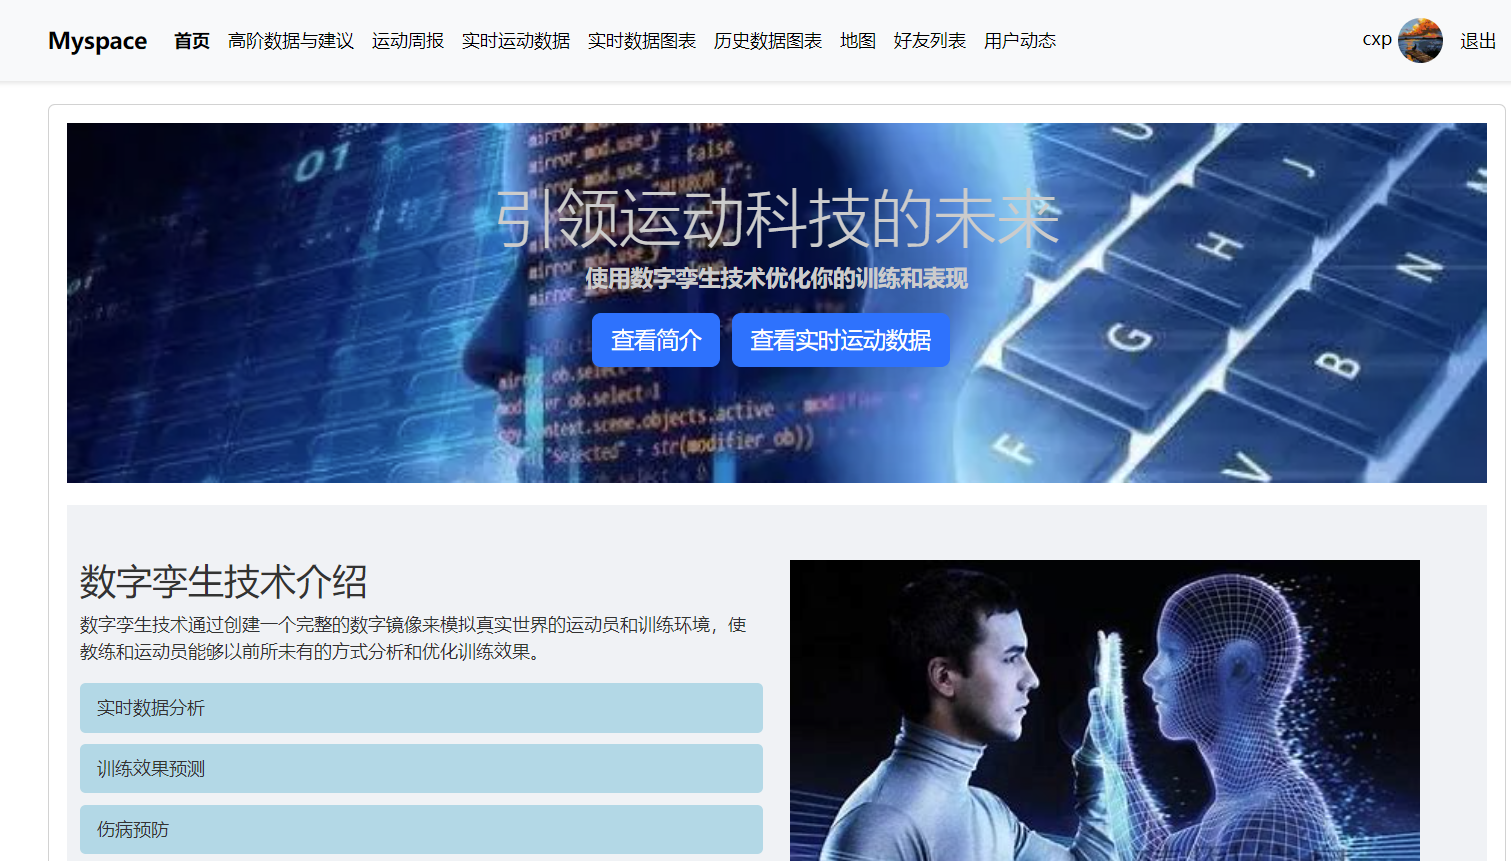 Myspace 首页 高阶数据与建议 运动周报 实时运动数据 实时数据图表 历史数据图表 地图 好友列表 用户动态 cxp 退出
01
mirror_mod.use_z = False
引领运动科技的未来
使用数字孪生技术优化你的训练和表现
查看简介 查看实时运动数据
J
H N
G B
F V
数字孪生技术介绍
数字孪生技术通过创建一个完整的数字镜像来模拟真实世界的运动员和训练环境，使
教练和运动员能够以前所未有的方式分析和优化训练效果。
实时数据分析
训练效果预测
伤病预防